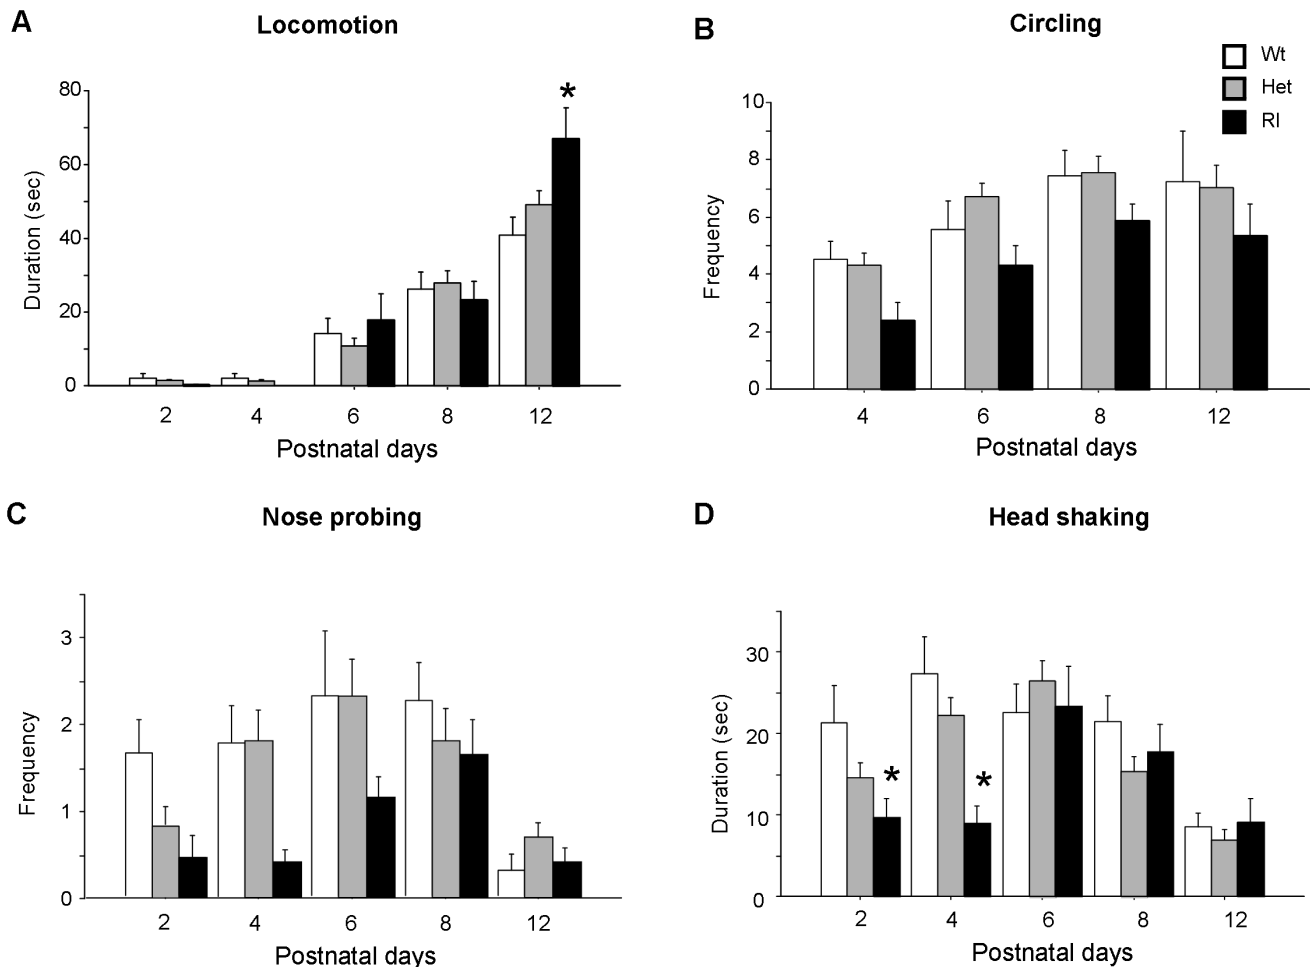 A
Locomotion
80
60
40
20
0
Duration (sec)
*
2 4 6 8 12
Postnatal days
B
Circling
Wt
Het
RI
10
8
6
4
2
0
Frequency
4 6 8 12
Postnatal days
C
Nose probing
3
2
1
0
Frequency
2 4 6 8 12
Postnatal days
D
Head shaking
30
20
10
0
Duration (sec)
* *
2 4 6 8 12
Postnatal days